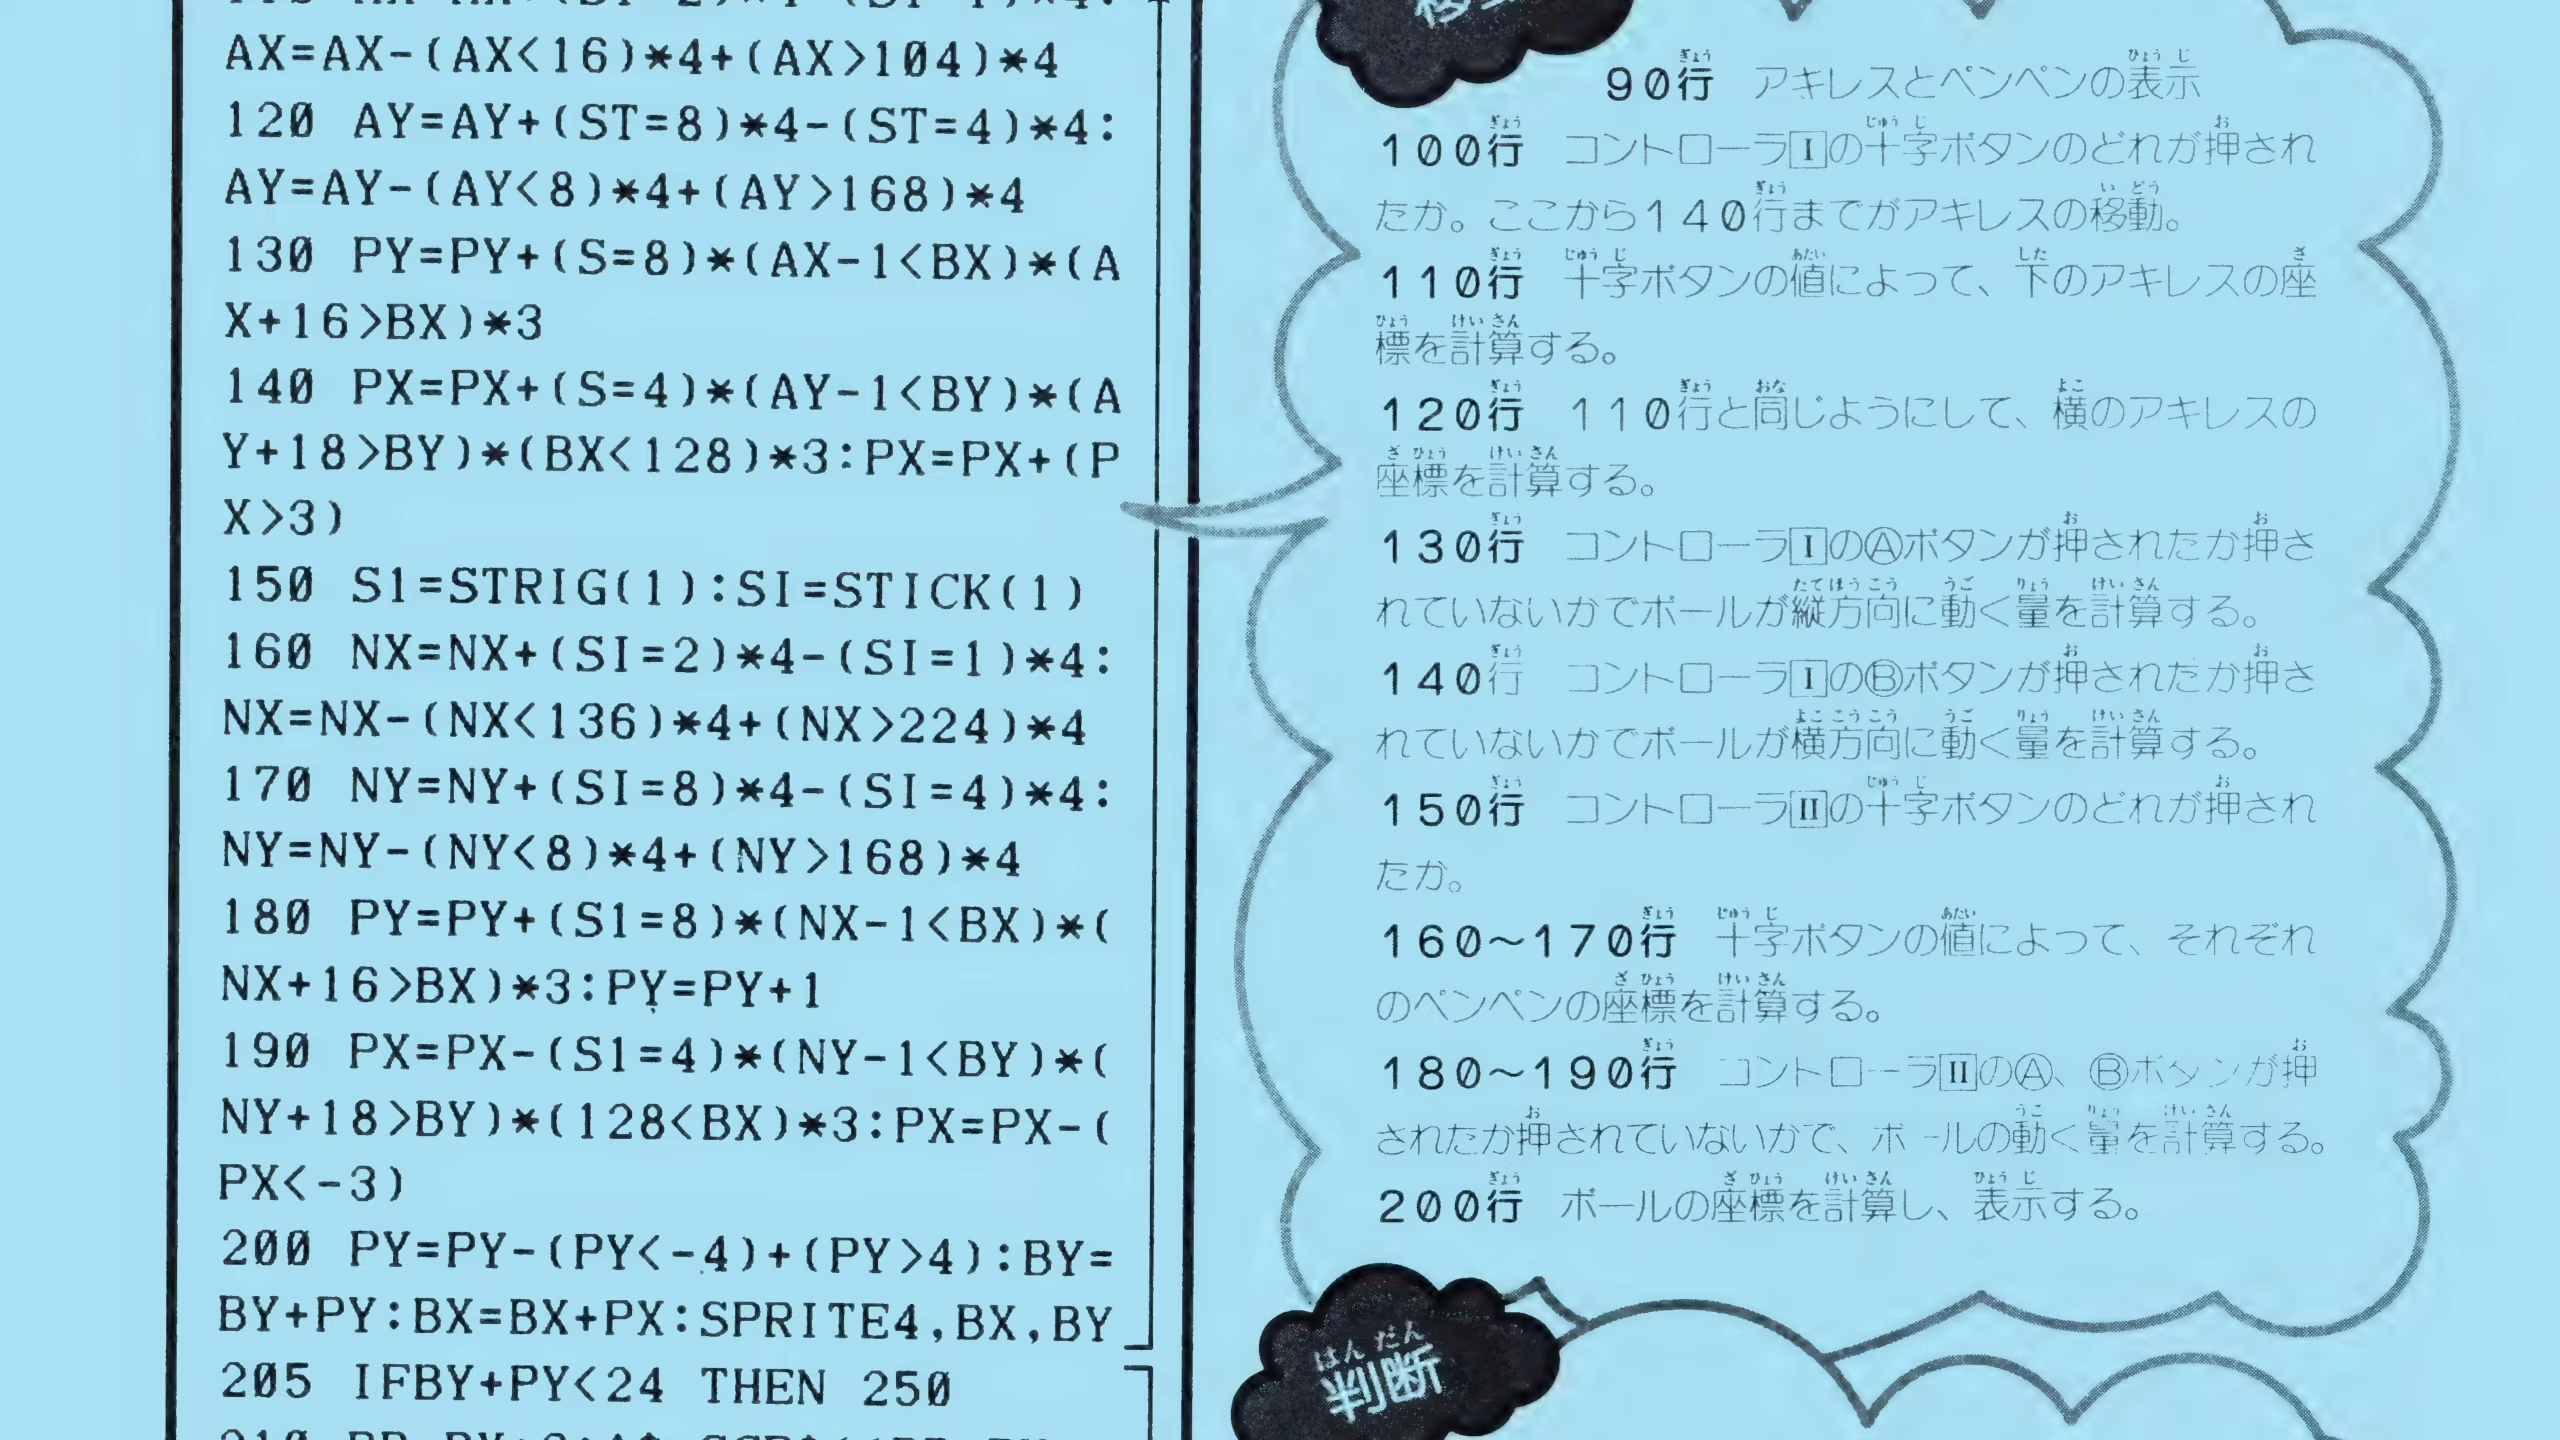 AX=AX-(AX<16)*4+(AX>104)*4
120 AY=AY+(ST=8)*4-(ST=4)*4:
AY=AY-(AY<8)*4+(AY>168)*4
130 PY=PY+(S=8)*(AX-1<BX)*(A
X+16>BX)*3
140 PX=PX+(S=4)*(AY-1<BY)*(A
Y+18>BY)*(BX<128)*3:PX=PX+(P
X>3)
150 S1=STRIG(1):SI=STICK(1)
160 NX=NX+(SI=2)*4-(SI=1)*4:
NX=NX-(NX<136)*4+(NX>224)*4
170 NY=NY+(SI=8)*4-(SI=4)*4:
NY=NY-(NY<8)*4+(NY>168)*4
180 PY=PY+(S1=8)*(NX-1<BX)*(
NX+16>BX)*3:PY=PY+1
190 PX=PX-(S1=4)*(NY-1<BY)*(
NY+18>BY)*(128<BX)*3:PX=PX-(
PX<-3)
200 PY=PY-(PY<-4)+(PY>4):BY=
BY+PY:BX=BX+PX:SPRITE4,BX,BY
205 IFBY+PY<24 THEN 250
90行 アキレスとペンペンの表示
100行 コントローラIの十字ボタンのどれが押され
たか。ここから140行までがアキレスの移動。
110行 十字ボタンの値によって、下のアキレスの座
標を計算する。
120行 110行と同じようにして、横のアキレスの
座標を計算する。
130行 コントローラIのⒶボタンが押されたか押さ
れていないかでボールが縦方向に動く量を計算する。
140行 コントローラIのⒷボタンが押されたか押さ
れていないかでボールが横方向に動く量を計算する。
150行 コントローラIIの十字ボタンのどれが押され
たか。
160〜170行 十字ボタンの値によって、それぞれ
のペンペンの座標を計算する。
180〜190行 コントローラIIのⒶ、Ⓑボタンが押
されたか押されていないかで、ボールの動く量を計算する。
200行 ボールの座標を計算し、表示する。
はんだん
判断